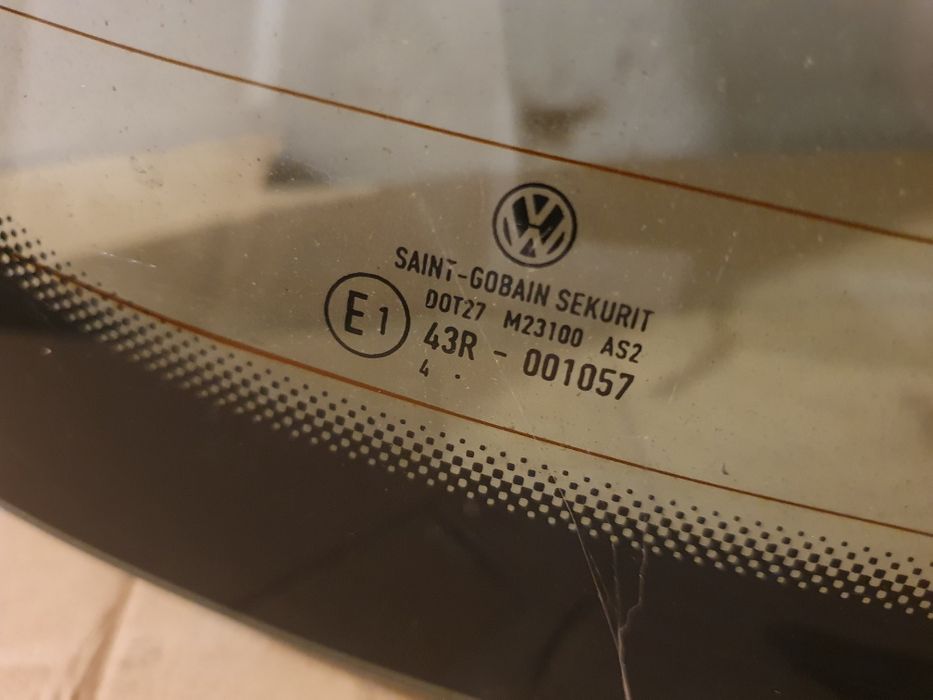 SAINT-GOBAIN SEKURIT
DOT27 M23100 AS2
E1 43R - 001057
4 .